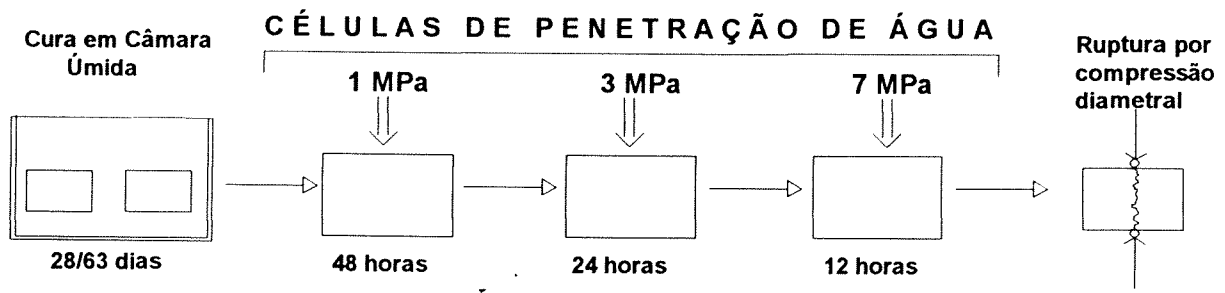 CÉLULAS DE PENETRAÇÃO DE ÁGUA
Cura em Câmara
Úmida
1 MPa
3 MPa
7 MPa
Ruptura por
compressão
diametral
28/63 dias
48 horas
24 horas
12 horas